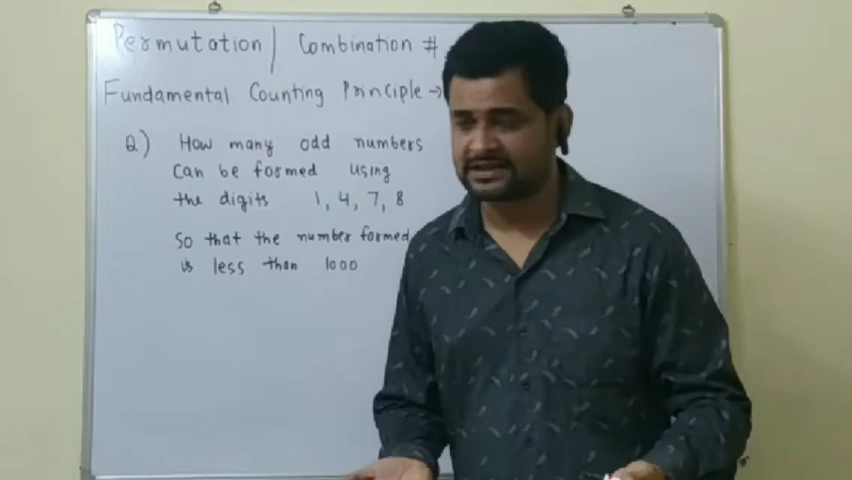 Permutation | Combination #
Fundamental Counting Principle →
Q) How many odd numbers
can be formed using
the digits 1, 4, 7, 8
So that the number formed
is less than 1000